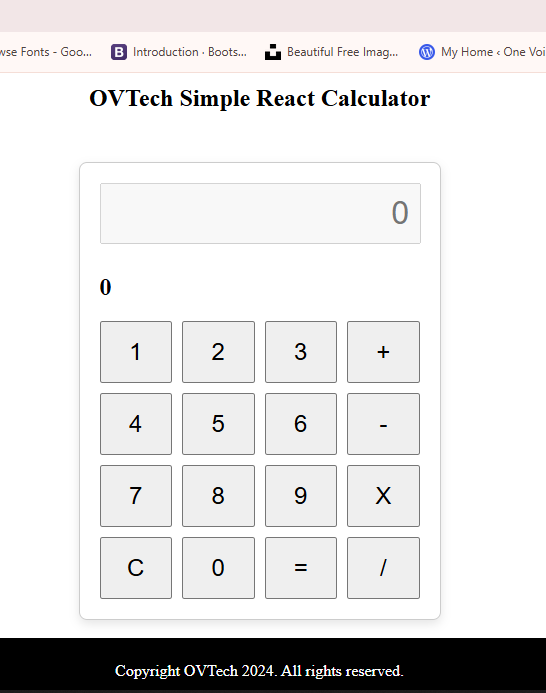 wse Fonts - Goo... B Introduction · Boots... Beautiful Free Imag... My Home ‹ One Voi
OVTech Simple React Calculator
0
0
1 2 3 +
4 5 6 -
7 8 9 X
C 0 = /
Copyright OVTech 2024. All rights reserved.